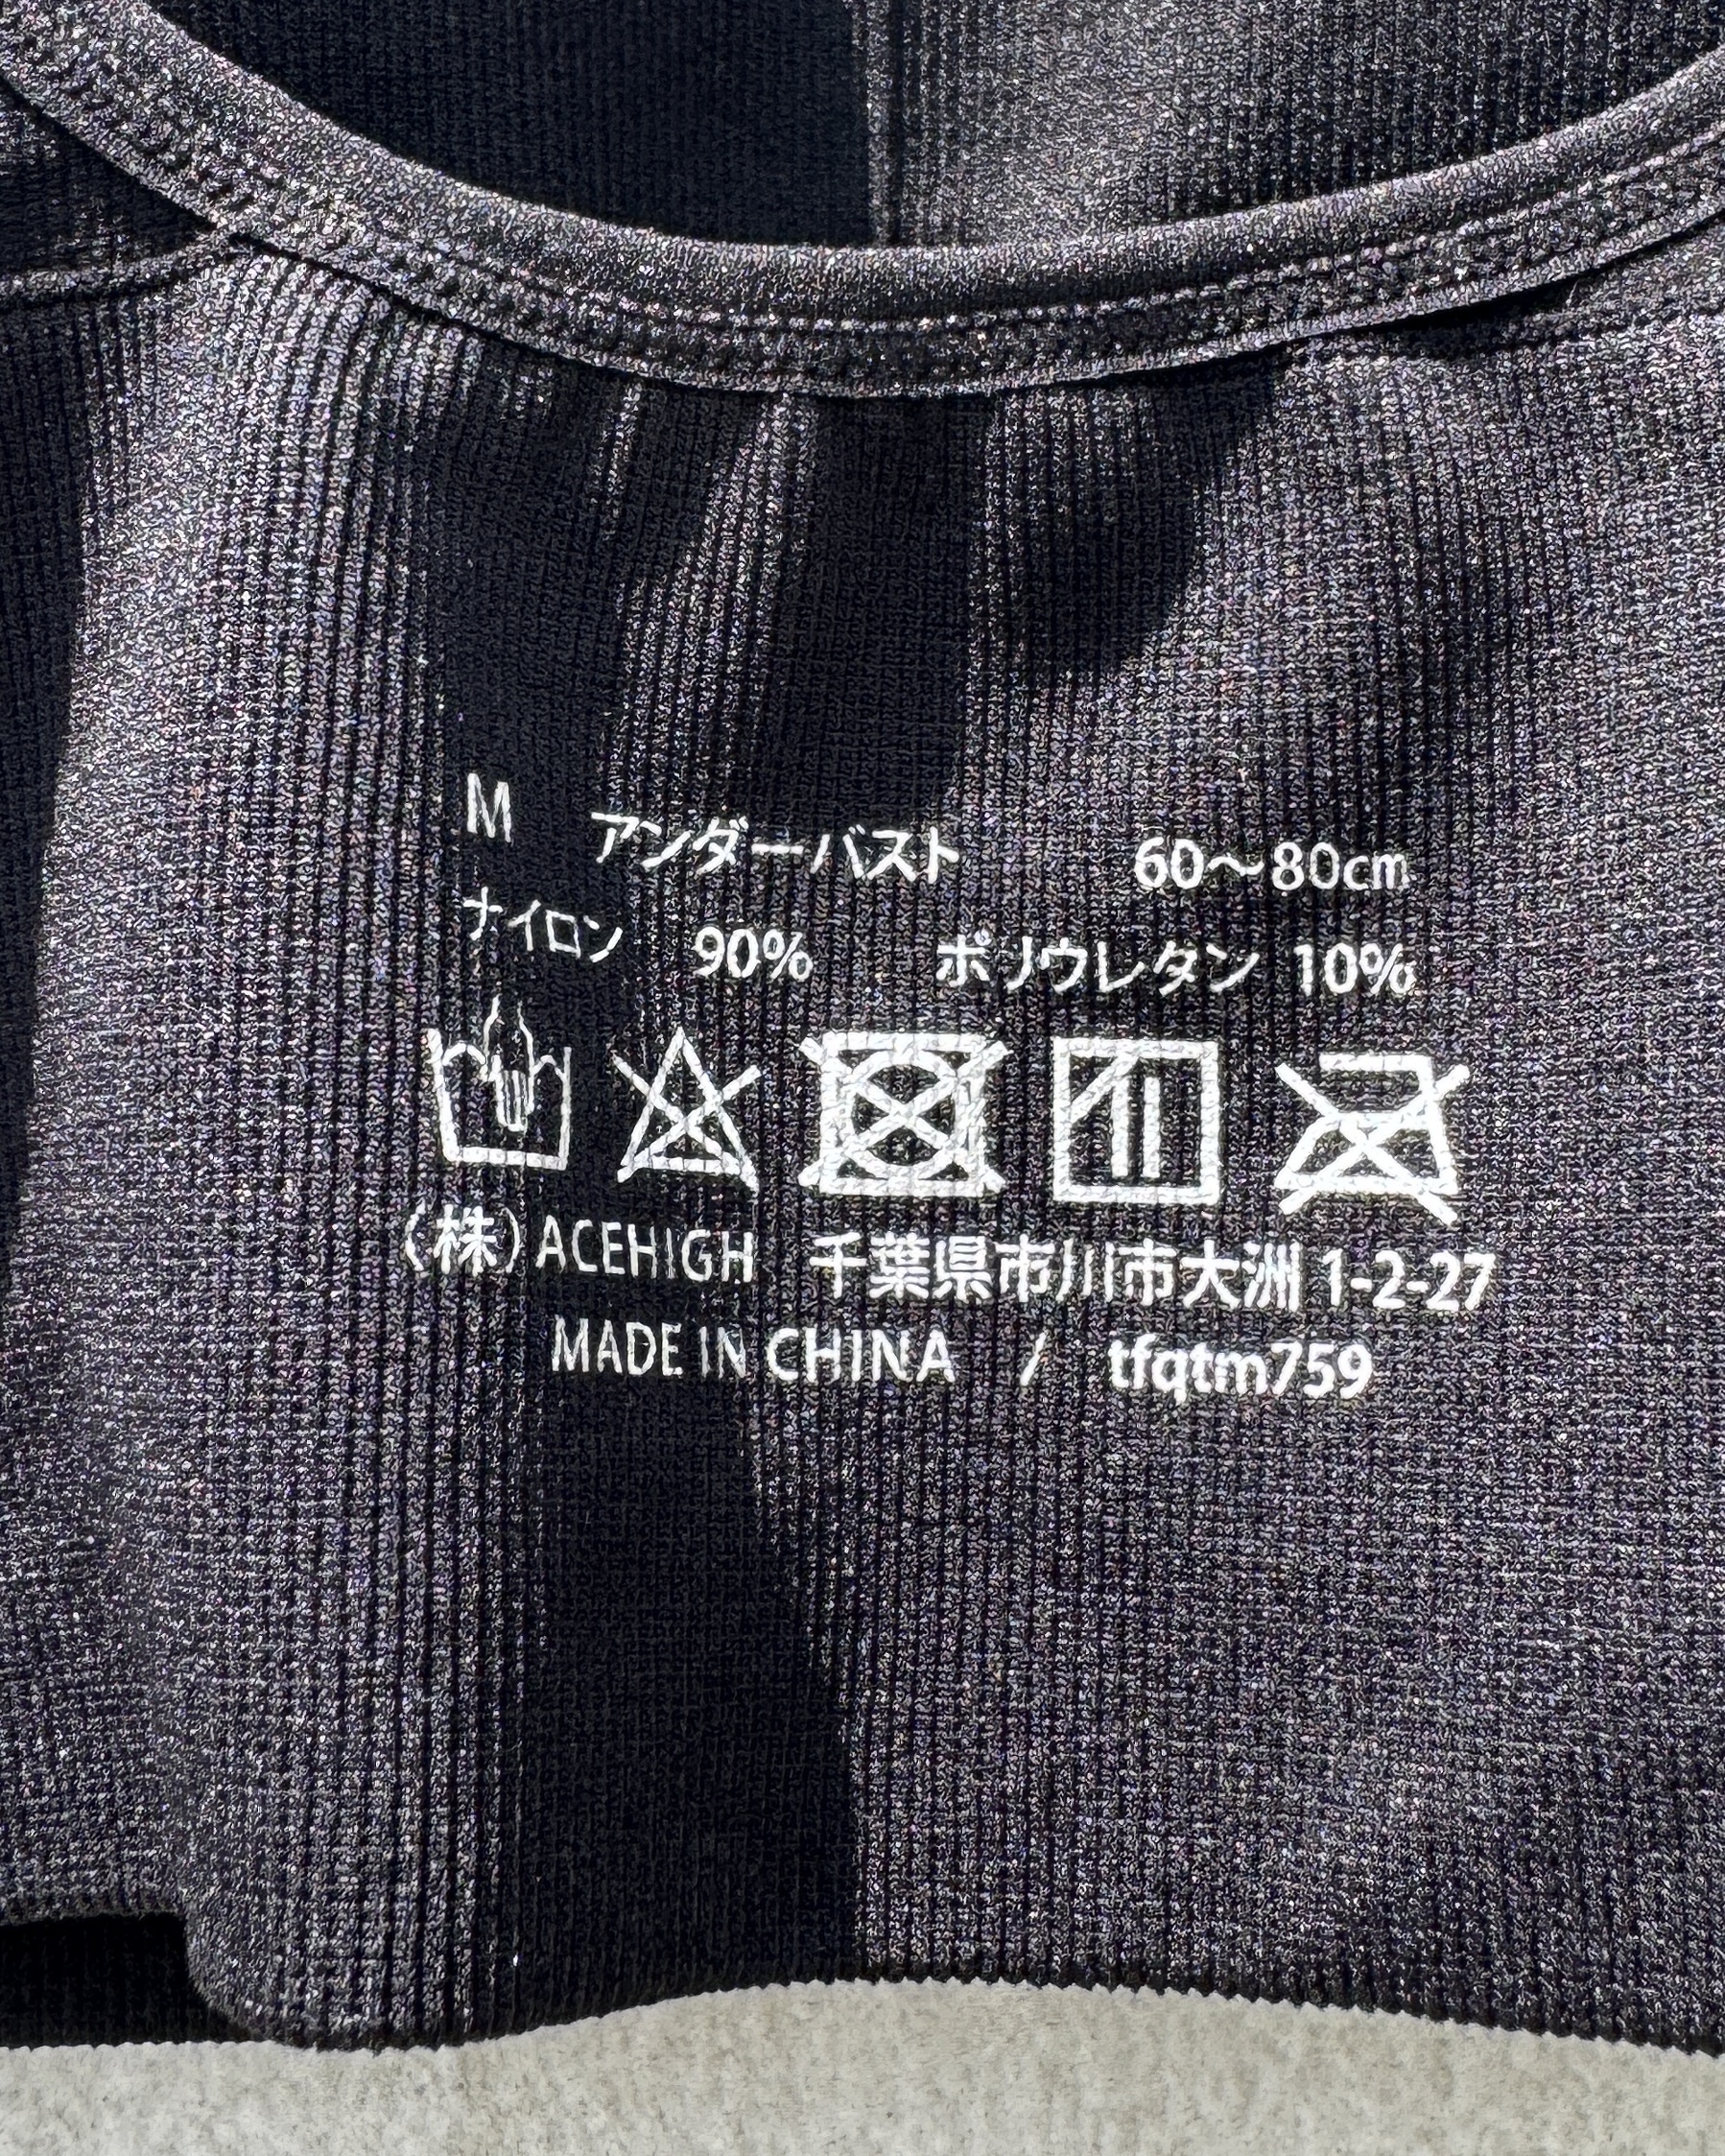 M アンダーバスト 60～80cm
ナイロン 90% ポリウレタン 10%
(株) ACEHIGH 千葉県市川市大洲 1-2-27
MADE IN CHINA / tfqtm759